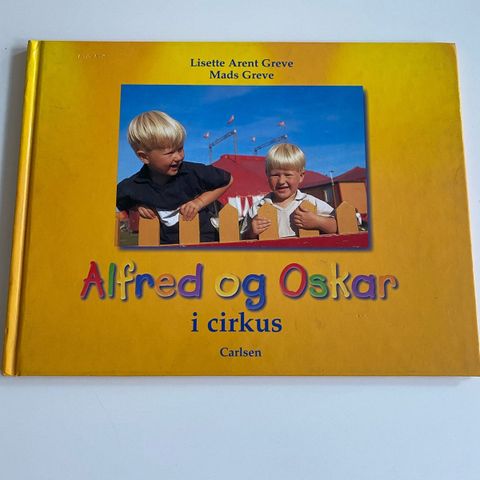 Lisette Arent Greve
Mads Greve
Alfred og Oskar
i cirkus
Carlsen